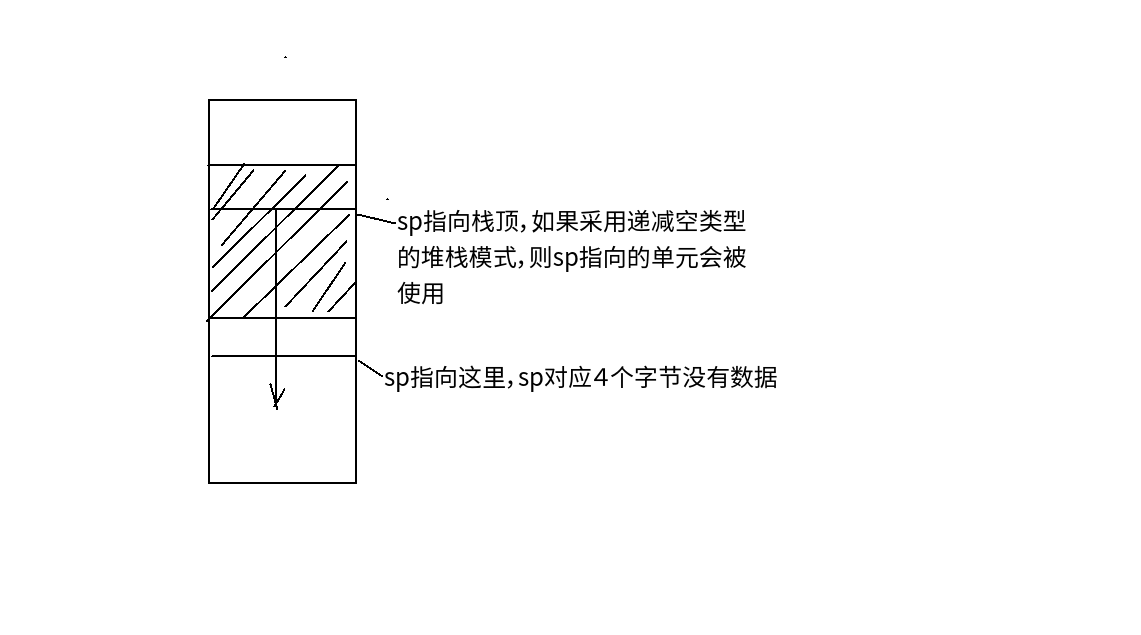 sp指向栈顶，如果采用递减空类型
的堆栈模式，则sp指向的单元会被
使用
sp指向这里，sp对应4个字节没有数据